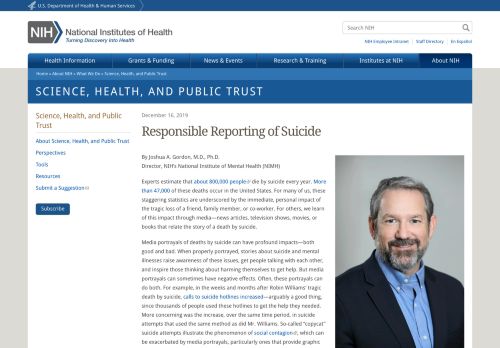 U.S. Department of Health & Human Services
NIH National Institutes of Health
Turning Discovery Into Health
Search NIH
NIH Employee Intranet | Staff Directory | En Español
Health Information
Grants & Funding
News & Events
Research & Training
Institutes at NIH
About NIH
Home » About NIH » What We Do » Science, Health, and Public Trust
SCIENCE, HEALTH, AND PUBLIC TRUST
Science, Health, and Public
Trust
About Science, Health, and Public Trust
Perspectives
Tools
Resources
Submit a Suggestion
Subscribe
December 16, 2019
Responsible Reporting of Suicide
By Joshua A. Gordon, M.D., Ph.D.
Director, NIH's National Institute of Mental Health (NIMH)
Experts estimate that about 800,000 people die by suicide every year. More
than 47,000 of these deaths occur in the United States. For many of us, these
staggering statistics are underscored by the immediate, personal impact of
the tragic loss of a friend, family member, or co-worker. For others, we learn
of this impact through media—news articles, television shows, movies, or
books that relate the story of a death by suicide.
Media portrayals of deaths by suicide can have profound impacts—both
good and bad. When properly portrayed, stories about suicide and mental
illnesses raise awareness of these issues, get people talking with each other,
and inspire those thinking about harming themselves to get help. But media
portrayals can sometimes have negative effects. Often, these portrayals can
do both. For example, in the weeks and months after Robin Williams' tragic
death by suicide, calls to suicide hotlines increased—arguably a good thing,
since thousands of people used these hotlines to get the help they needed.
More concerning was the increase, over the same time period, in suicide
attempts that used the same method as did Mr. Williams. So-called "copycat"
suicide attempts illustrate the phenomenon of social contagion, which can
be exacerbated by media portrayals, particularly ones that provide graphic